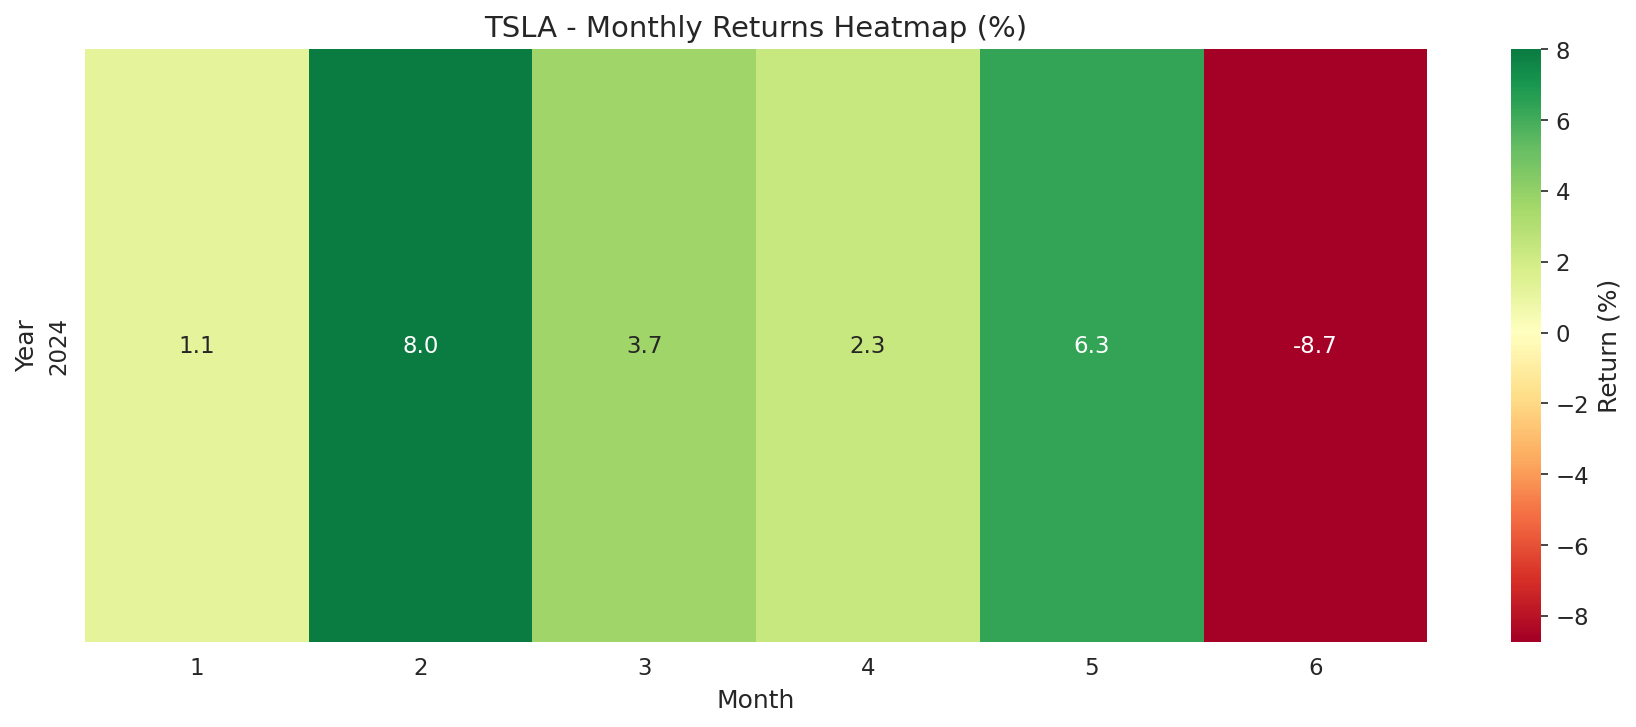 TSLA - Monthly Returns Heatmap (%)
Year
2024
1.1 8.0 3.7 2.3 6.3 -8.7
1 2 3 4 5 6
Month
8
6
4
2
0
−2
−4
−6
−8
Return (%)